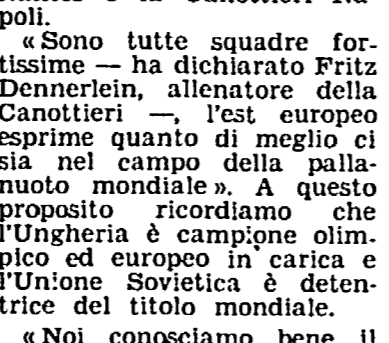 poli.
«Sono tutte squadre for-
tissime — ha dichiarato Fritz
Dennerlein, allenatore della
Canottieri —, l'est europeo
esprime quanto di meglio ci
sia nel campo della palla-
nuoto mondiale». A questo
proposito ricordiamo che
l'Ungheria è campione olim-
pico ed europeo in carica e
l'Unione Sovietica è deten-
trice del titolo mondiale.
«Noi conosciamo bene il